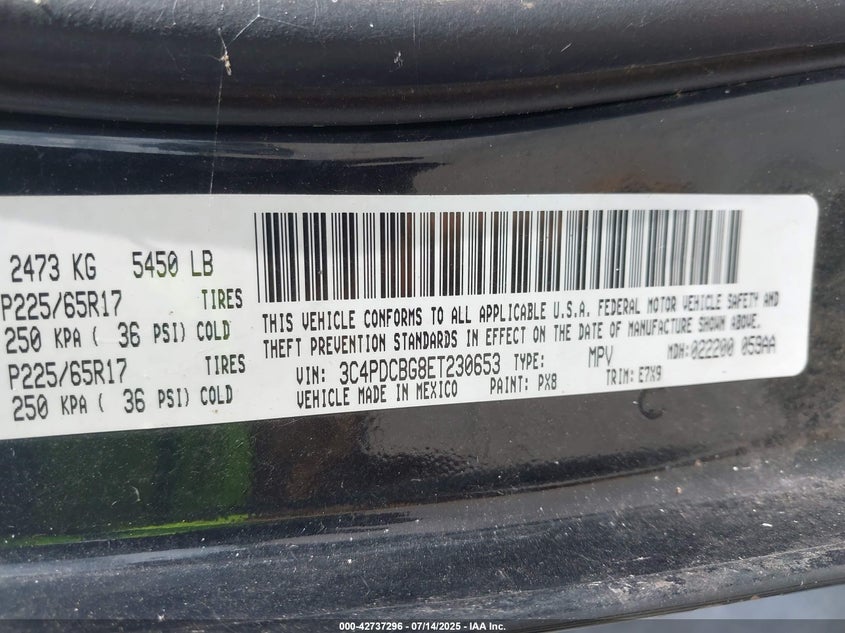 2473 KG 5450 LB
P225/65R17 TIRES
250 KPA ( 36 PSI) COLD
P225/65R17 TIRES
250 KPA ( 36 PSI) COLD
THIS VEHICLE CONFORMS TO ALL APPLICABLE U.S.A. FEDERAL MOTOR VEHICLE SAFETY AND
THEFT PREVENTION STANDARDS IN EFFECT ON THE DATE OF MANUFACTURE SHOWN ABOVE.
VIN: 3C4PDCBG8ET230653 TYPE: MPV MDH:022200 059AA
VEHICLE MADE IN MEXICO PAINT: PX8 TRIM: E7X9
000-42737296 - 07/14/2025 - IAA Inc.